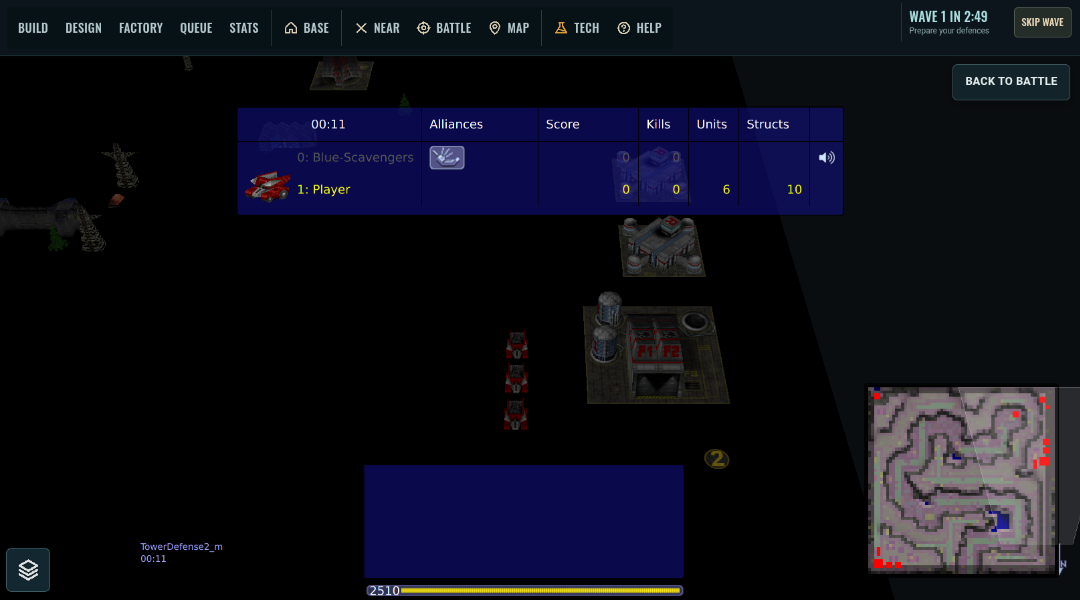 BUILD DESIGN FACTORY QUEUE STATS BASE NEAR BATTLE MAP TECH HELP
WAVE 1 IN 2:49
Prepare your defences
SKIP WAVE
BACK TO BATTLE
00:11 Alliances Score Kills Units Structs
0: Blue-Scavengers 0 0
1: Player 0 0 6 10
2
TowerDefense2_m
00:11
2510
N